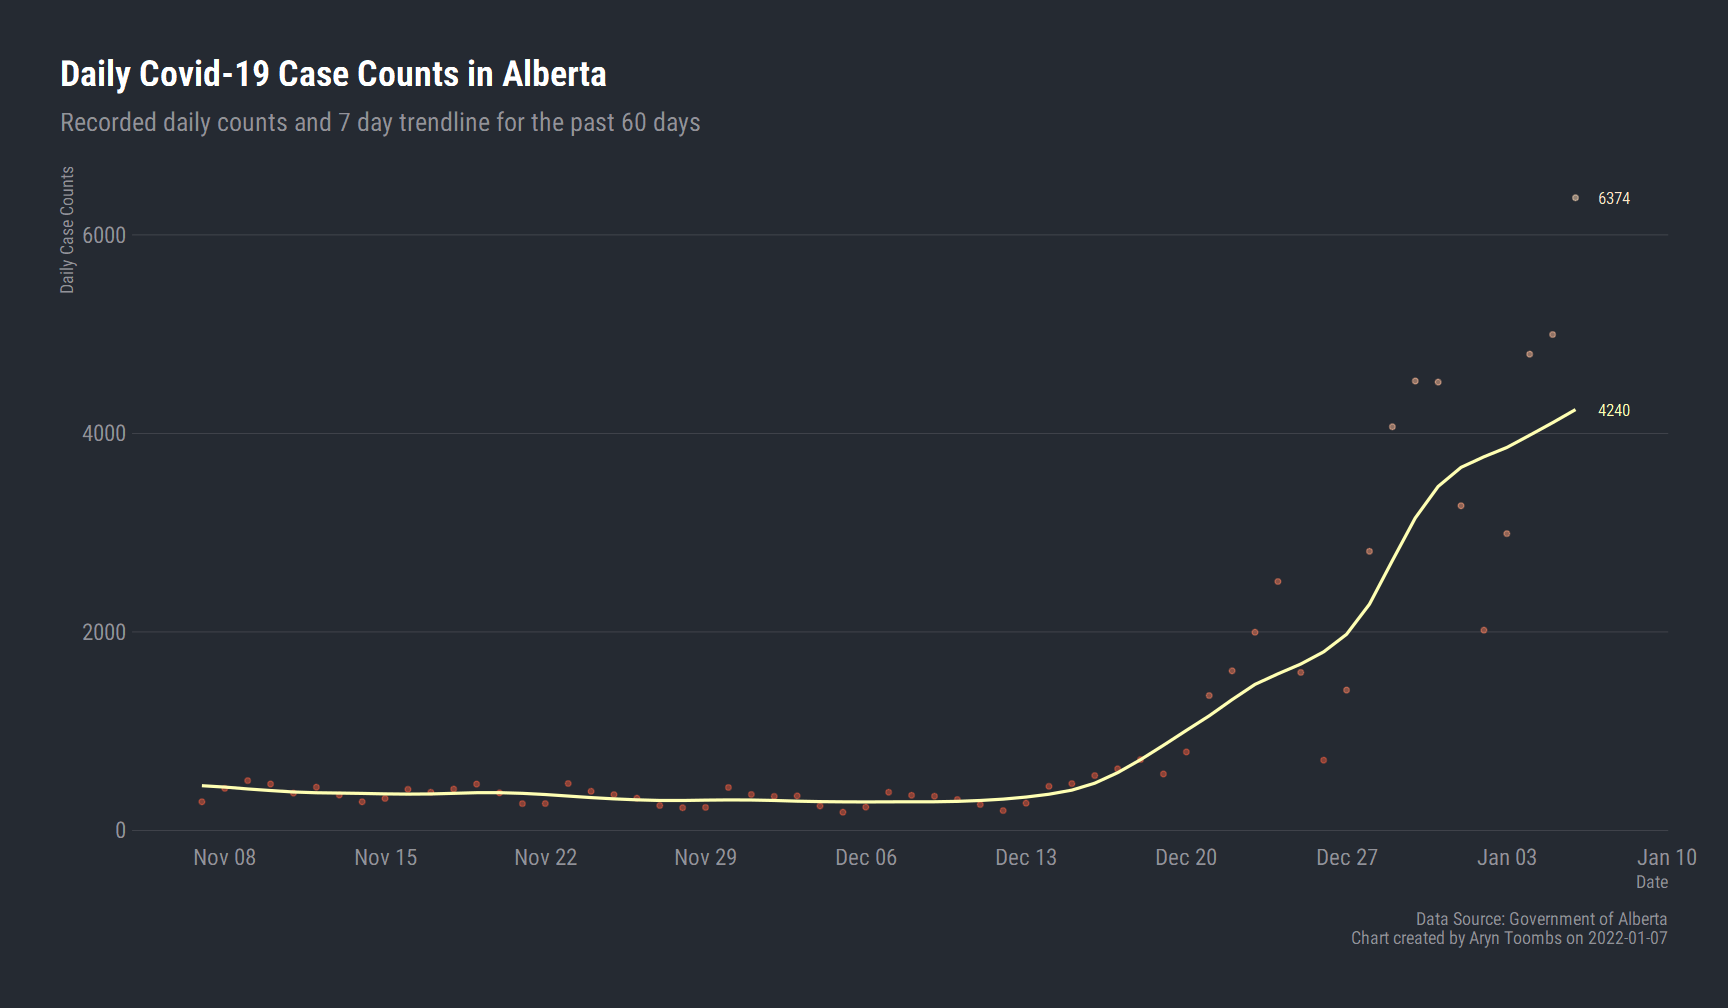 Daily Covid-19 Case Counts in Alberta
Recorded daily counts and 7 day trendline for the past 60 days
Daily Case Counts
6374
6000
4240
4000
2000
0
Nov 08 Nov 15 Nov 22 Nov 29 Dec 06 Dec 13 Dec 20 Dec 27 Jan 03 Jan 10
Date
Data Source: Government of Alberta
Chart created by Aryn Toombs on 2022-01-07